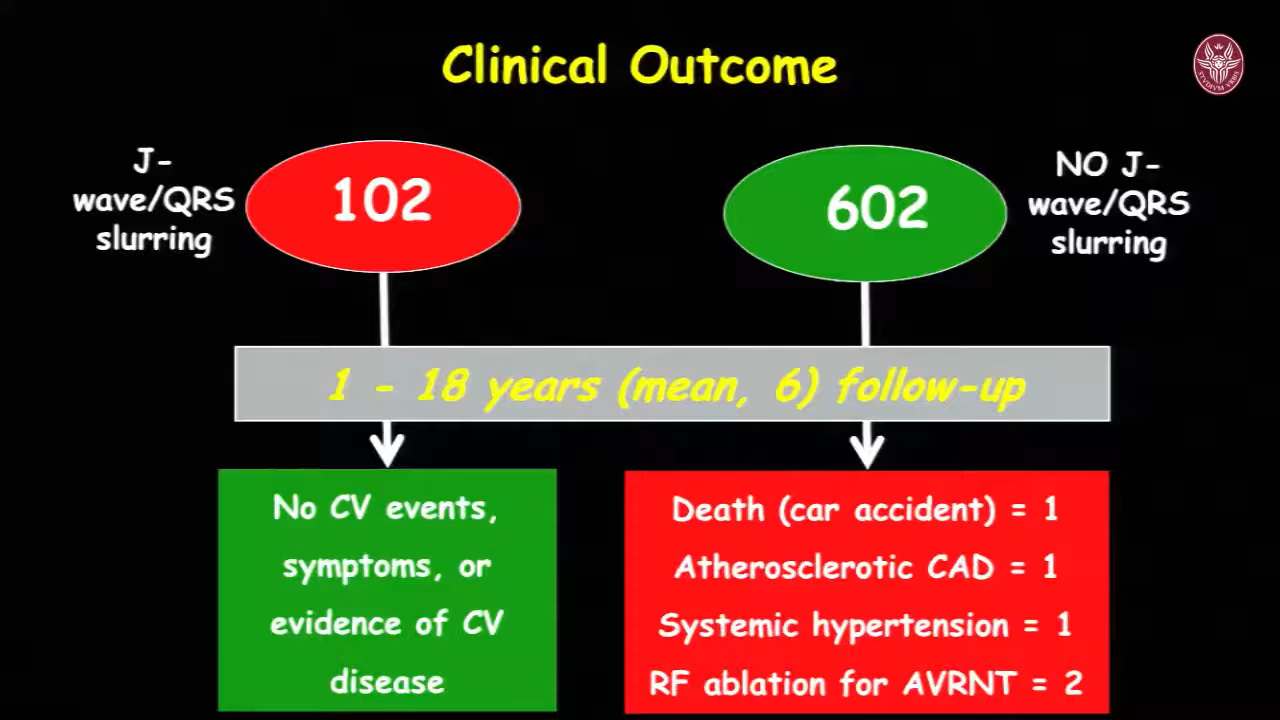 Clinical Outcome
J-
wave/QRS
slurring
102
602
NO J-
wave/QRS
slurring
1 - 18 years (mean, 6) follow-up
No CV events,
symptoms, or
evidence of CV
disease
Death (car accident) = 1
Atherosclerotic CAD = 1
Systemic hypertension = 1
RF ablation for AVRNT = 2